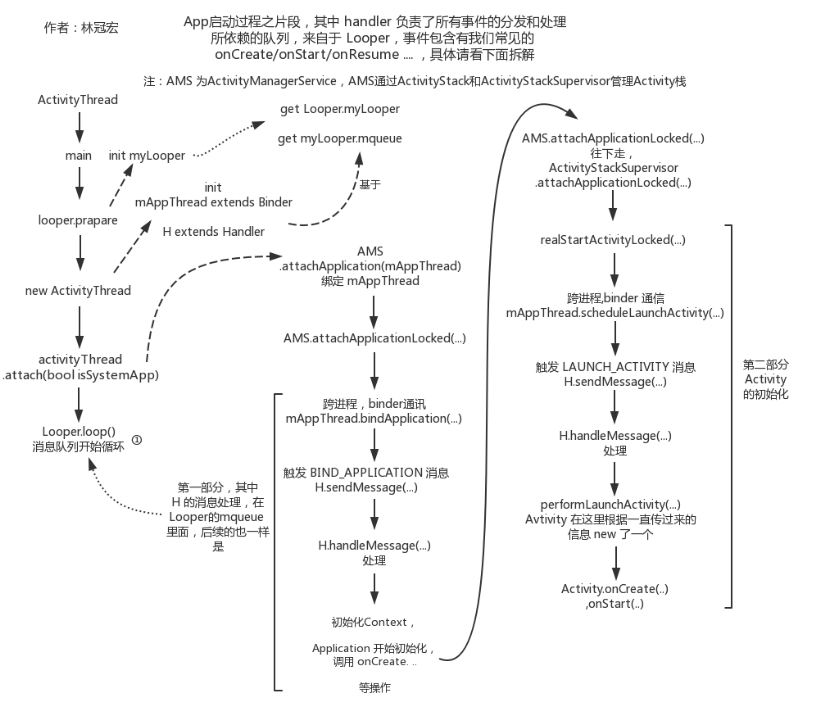 作者：林冠宏
App启动过程之片段，其中 handler 负责了所有事件的分发和处理
所依赖的队列，来自于 Looper，事件包含有我们常见的
onCreate/onStart/onResume .... ，具体请看下面拆解
注：AMS 为ActivityManagerService，AMS通过ActivityStack和ActivityStackSupervisor管理Activity栈
ActivityThread
main
looper.prapare
new ActivityThread
activityThread
.attach(bool isSystemApp)
Looper.loop()
消息队列开始循环 ①
init myLooper
get Looper.myLooper
get myLooper.mqueue
基于
init
mAppThread extends Binder
H extends Handler
AMS
.attachApplication(mAppThread)
绑定 mAppThread
AMS.attachApplicationLocked(...)
跨进程，binder通讯
mAppThread.bindApplication(...)
触发 BIND_APPLICATION 消息
H.sendMessage(...)
H.handleMessage(...)
处理
初始化Context，
Application 开始初始化，
调用 onCreate. ..
等操作
第一部分，其中
H 的消息处理，在
Looper的mqueue
里面，后续的也一样
是
AMS.attachApplicationLocked(...)
往下走，
ActivityStackSupervisor
.attachApplicationLocked(...)
realStartActivityLocked(...)
跨进程,binder 通信
mAppThread.scheduleLaunchActivity(...)
触发 LAUNCH_ACTIVITY 消息
H.sendMessage(...)
H.handleMessage(...)
处理
performLaunchActivity(...)
Avtivity 在这里根据一直传过来的
信息 new 了一个
Activity.onCreate(..)
,onStart(..)
第二部分
Activity
的初始化